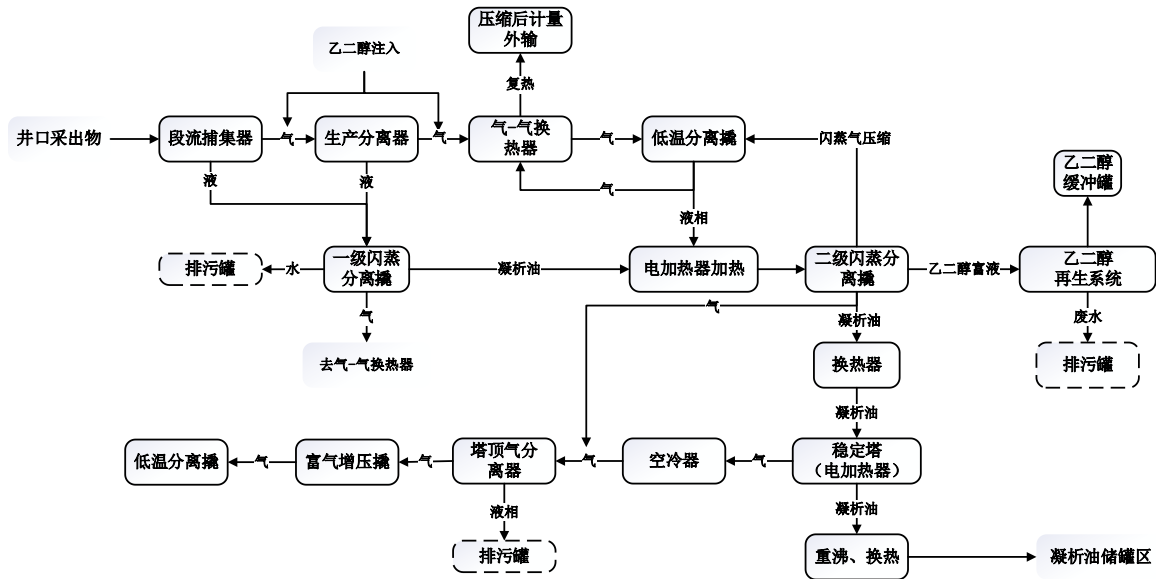 压缩后计量
外输
乙二醇注入
复热
井口采出物
段流捕集器
气
生产分离器
气
气-气换
热器
气
低温分离撬
闪蒸气压缩
乙二醇
缓冲罐
液
液
气
液相
排污罐
水
一级闪蒸
分离撬
凝析油
电加热器加热
二级闪蒸分
离撬
乙二醇富液
乙二醇
再生系统
气
气
凝析油
废水
去气-气换热器
换热器
排污罐
凝析油
低温分离撬
气
富气增压撬
气
塔顶气分
离器
气
空冷器
气
稳定塔
（电加热器）
液相
凝析油
排污罐
重沸、换热
凝析油储罐区